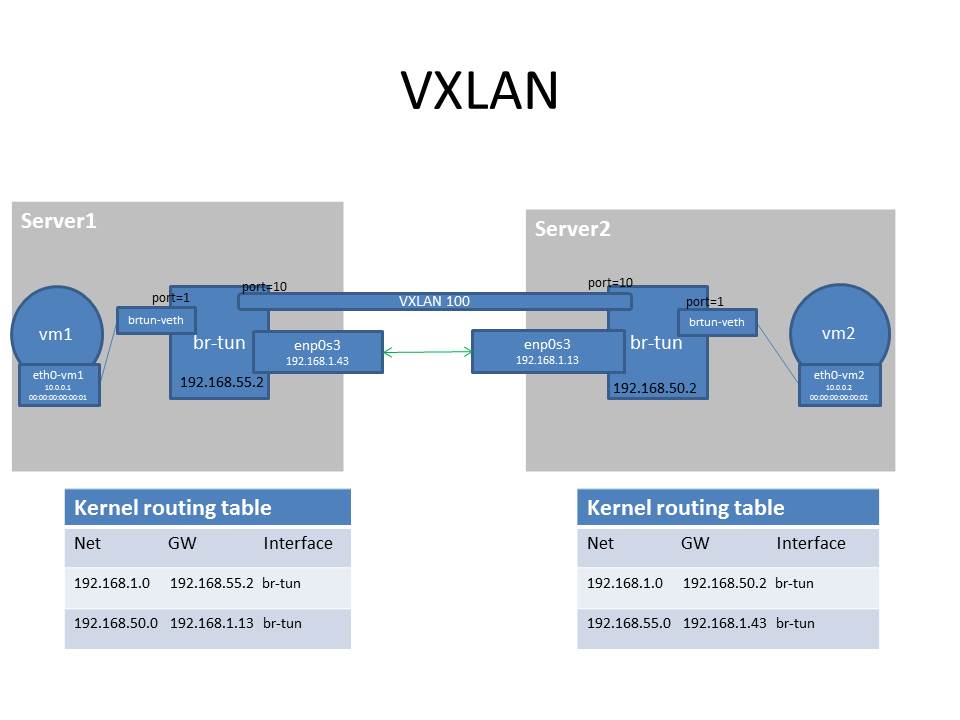 VXLAN
Server1
port=1
port=10
vm1
brtun-veth
br-tun
enp0s3
192.168.1.43
192.168.55.2
eth0-vm1
10.0.0.1
00:00:00:00:00:01
VXLAN 100
Server2
port=10
port=1
enp0s3
192.168.1.13
br-tun
brtun-veth
192.168.50.2
vm2
eth0-vm2
10.0.0.2
00:00:00:00:00:02
Kernel routing table
Net GW Interface
192.168.1.0 192.168.55.2 br-tun
192.168.50.0 192.168.1.13 br-tun
Kernel routing table
Net GW Interface
192.168.1.0 192.168.50.2 br-tun
192.168.55.0 192.168.1.43 br-tun